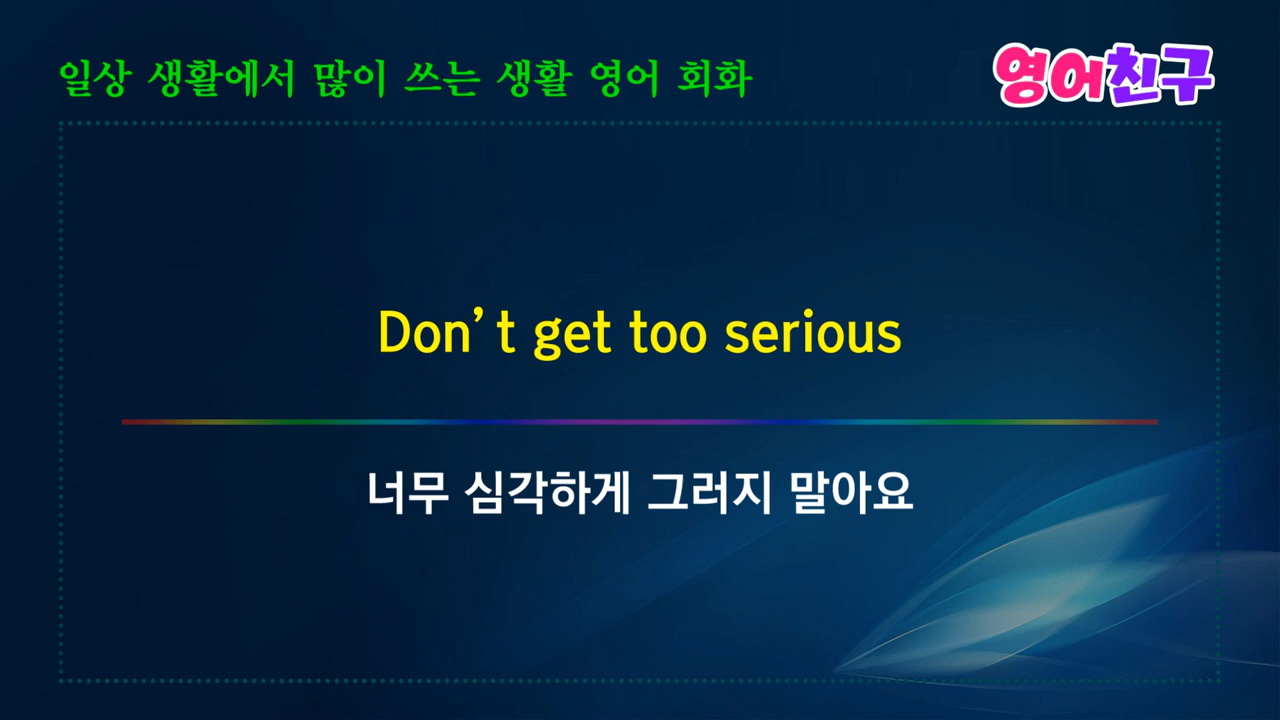 일상 생활에서 많이 쓰는 생활 영어 회화
영어친구
Don't get too serious
너무 심각하게 그러지 말아요